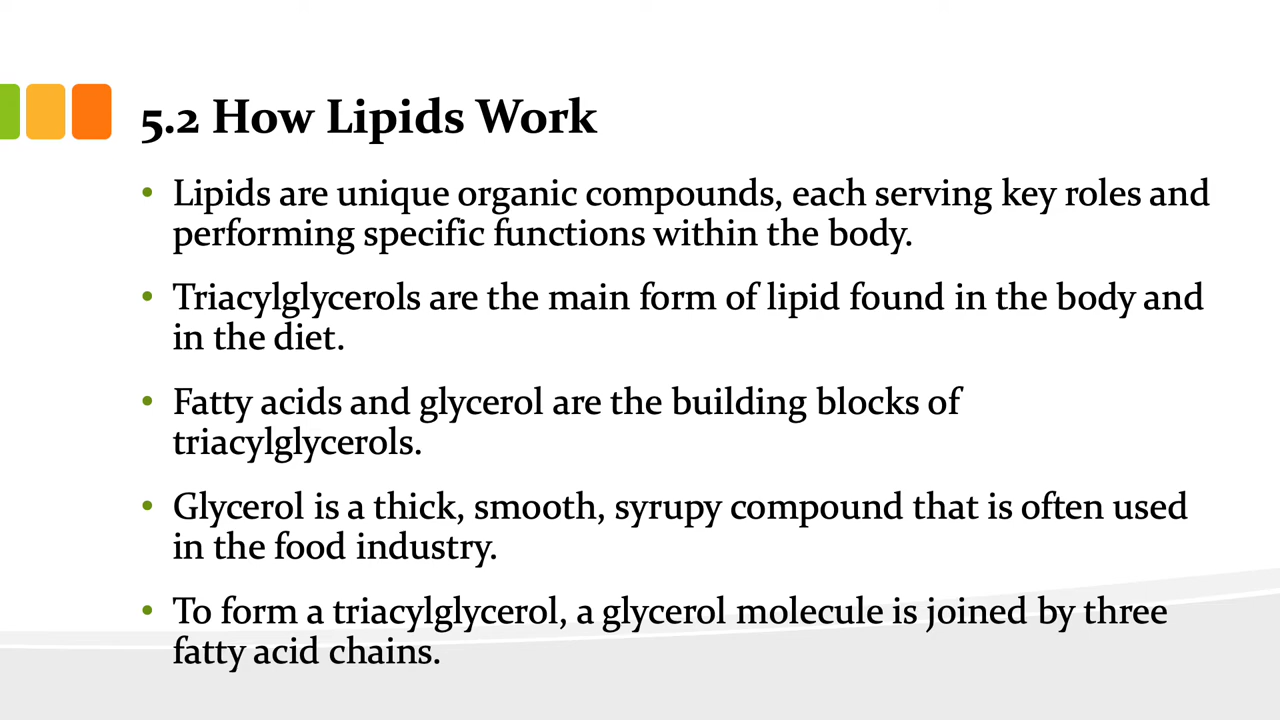 5.2 How Lipids Work
• Lipids are unique organic compounds, each serving key roles and
performing specific functions within the body.
• Triacylglycerols are the main form of lipid found in the body and
in the diet.
• Fatty acids and glycerol are the building blocks of
triacylglycerols.
• Glycerol is a thick, smooth, syrupy compound that is often used
in the food industry.
• To form a triacylglycerol, a glycerol molecule is joined by three
fatty acid chains.